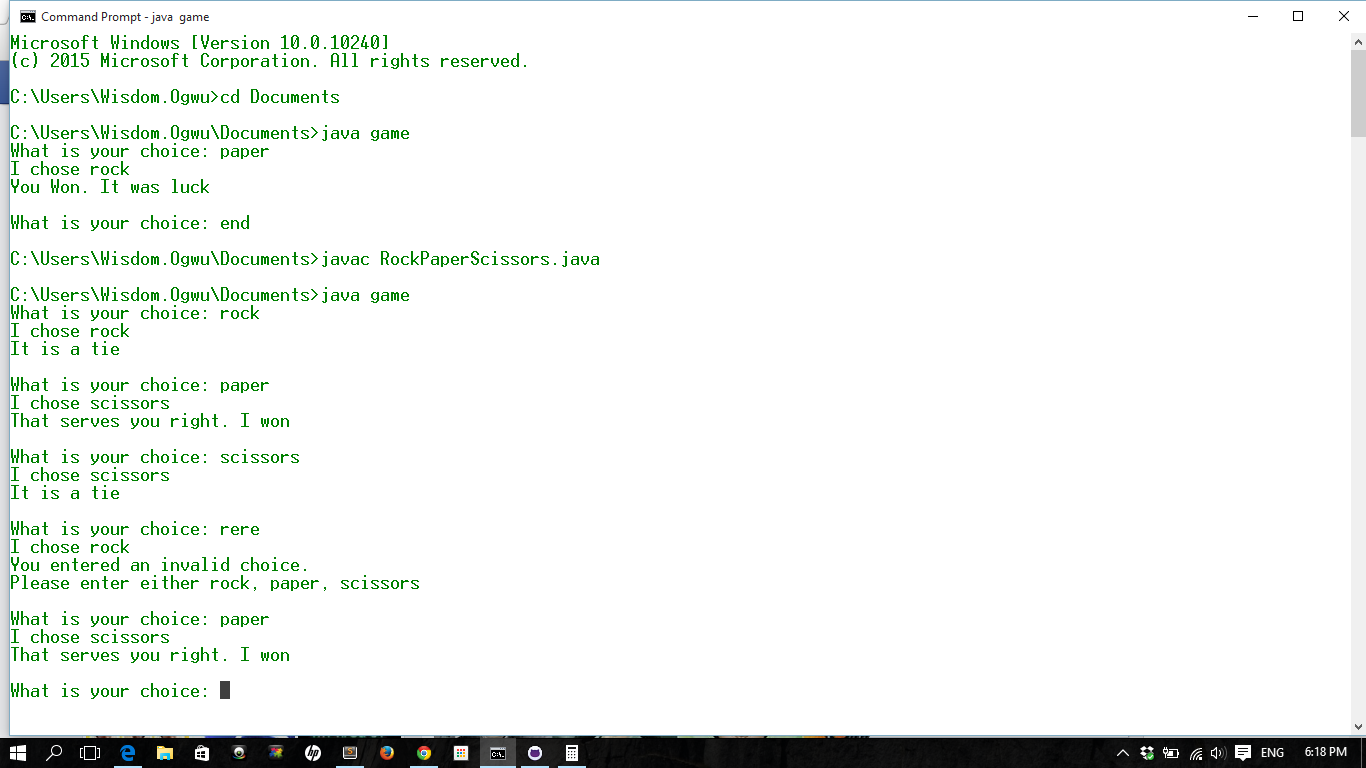 Command Prompt - java  game
Microsoft Windows [Version 10.0.10240]
(c) 2015 Microsoft Corporation. All rights reserved.
C:\Users\Wisdom.Ogwu>cd Documents
C:\Users\Wisdom.Ogwu\Documents>java game
What is your choice: paper
I chose rock
You Won. It was luck
What is your choice: end
C:\Users\Wisdom.Ogwu\Documents>javac RockPaperScissors.java
C:\Users\Wisdom.Ogwu\Documents>java game
What is your choice: rock
I chose rock
It is a tie
What is your choice: paper
I chose scissors
That serves you right. I won
What is your choice: scissors
I chose scissors
It is a tie
What is your choice: rere
I chose rock
You entered an invalid choice.
Please enter either rock, paper, scissors
What is your choice: paper
I chose scissors
That serves you right. I won
What is your choice:
ENG 6:18 PM